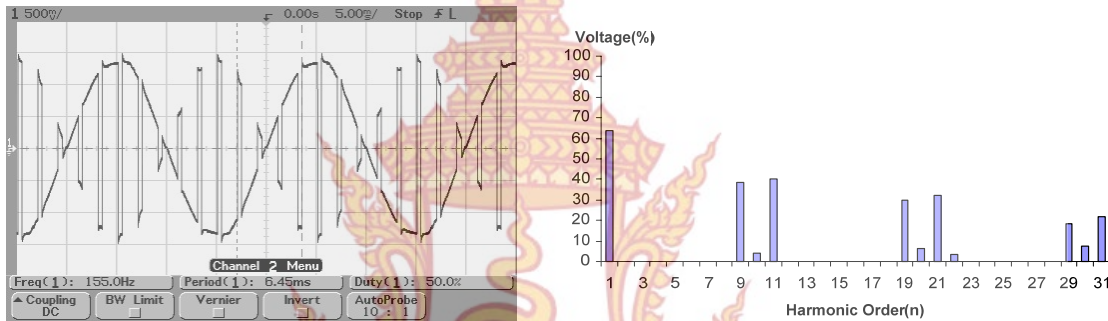 1 500mV/ 0.00s 5.00ms/ Stop L
Channel 2 Menu
Freq(1): 155.0Hz Period(1): 6.45ms Duty(1): 50.0%
Coupling DC
BW Limit
Vernier
Invert
AutoProbe 10 : 1
Voltage(%)
100
90
80
70
60
50
40
30
20
10
0
1 3 5 7 9 11 13 15 17 19 21 23 25 27 29 31
Harmonic Order(n)